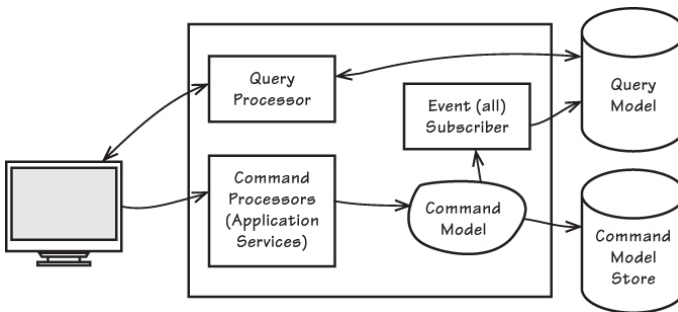 Query
Processor
Event (all)
Subscriber
Query
Model
Command
Processors
(Application
Services)
Command
Model
Command
Model
Store